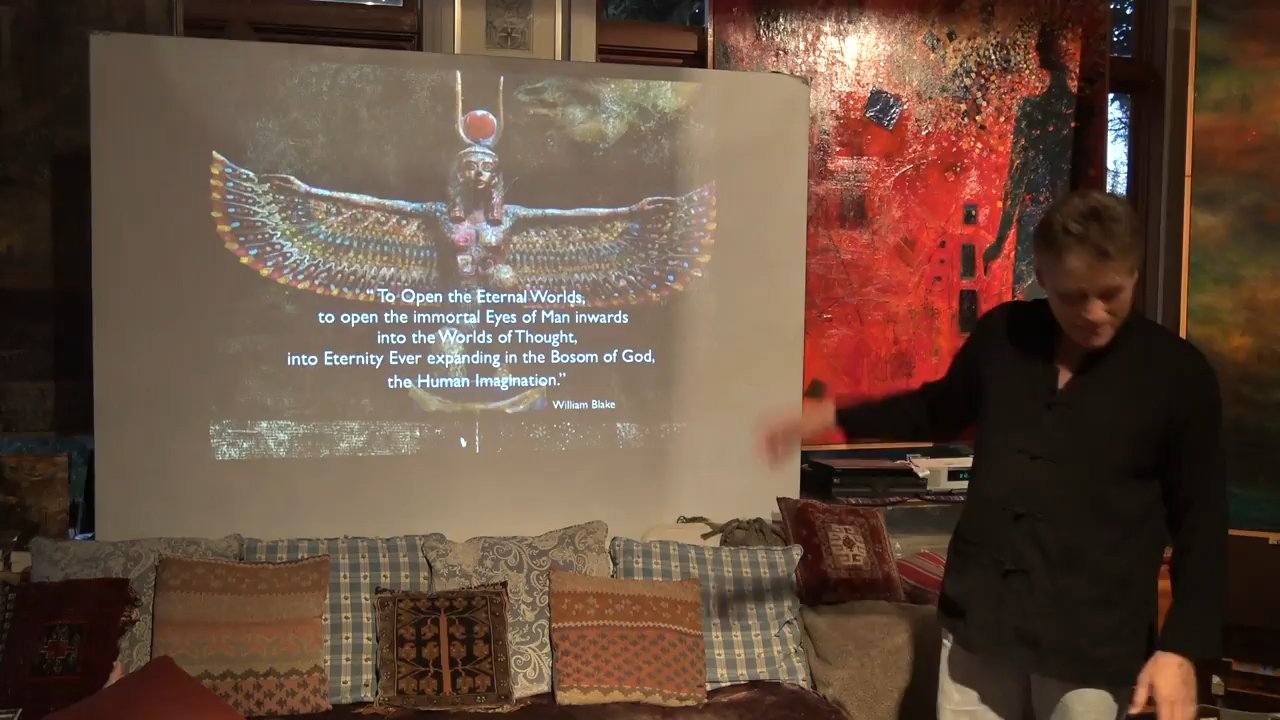 “To Open the Eternal Worlds,
to open the immortal Eyes of Man inwards
into the Worlds of Thought,
into Eternity Ever expanding in the Bosom of God,
the Human Imagination.”
William Blake